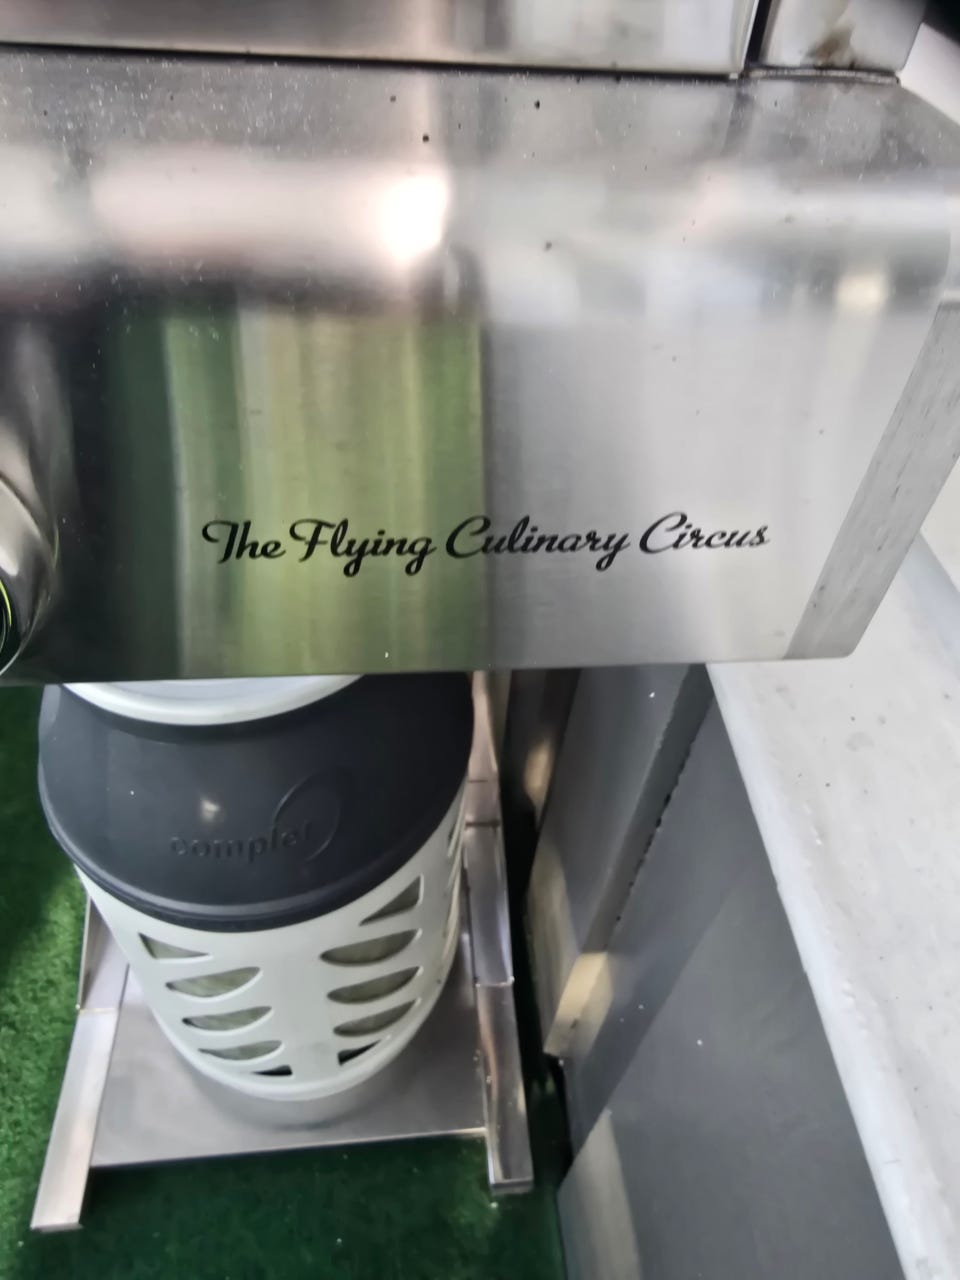 The Flying Culinary Circus
complet